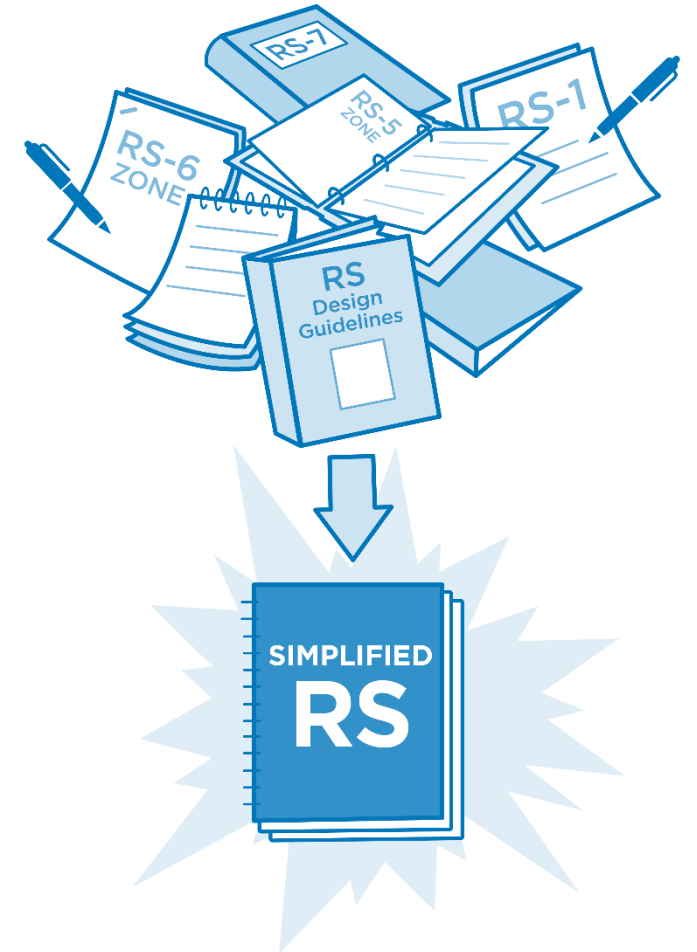 RS-7
RS-5
ZONE
RS-1
RS-6
ZONE
RS
Design
Guidelines
SIMPLIFIED
RS